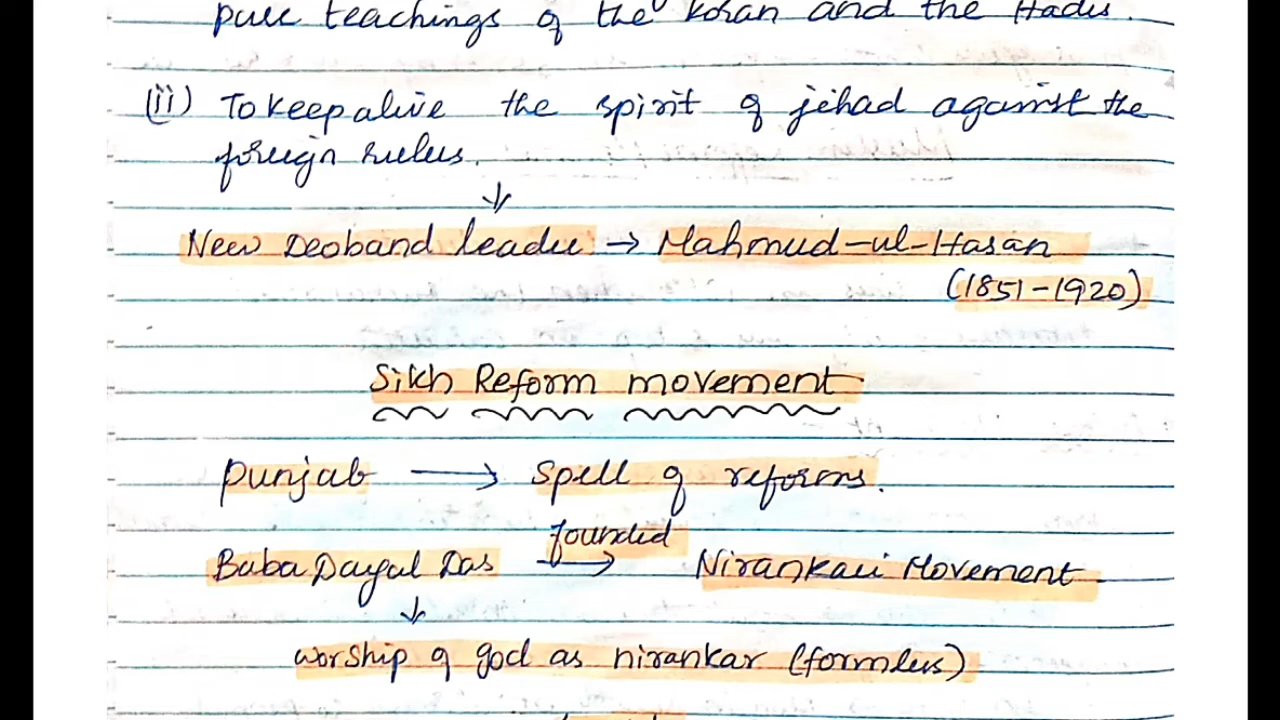 pure teachings of the Koran and the Hadis.
(ii) To keep alive the spirit of jehad against the
foreign rulers.
↓
New Deoband leader → Mahmud-ul-Hasan
(1851-1920)
Sikh Reform movement
Punjab → Spell of reforms.
founded
Baba Dayal Das → Nirankari Movement
↓
worship of god as nirankar (formless)